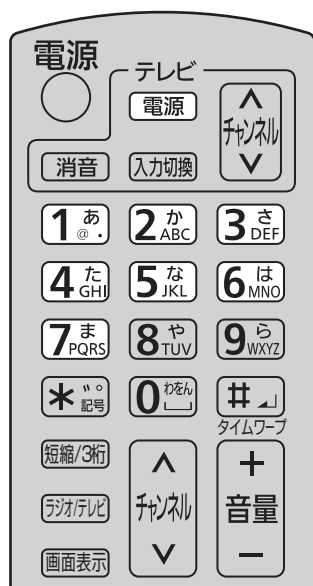 電源
テレビ
電源
チャンネル
消音
入力切換
1 あ @ .
2 か ABC
3 さ DEF
4 た GHI
5 な JKL
6 は MNO
7 ま PQRS
8 や TUV
9 ら WXYZ
* ゛゜ 記号
0 わをん
#
タイムワープ
短縮/3桁
チャンネル
+
音量
-
ラジオ/テレビ
画面表示